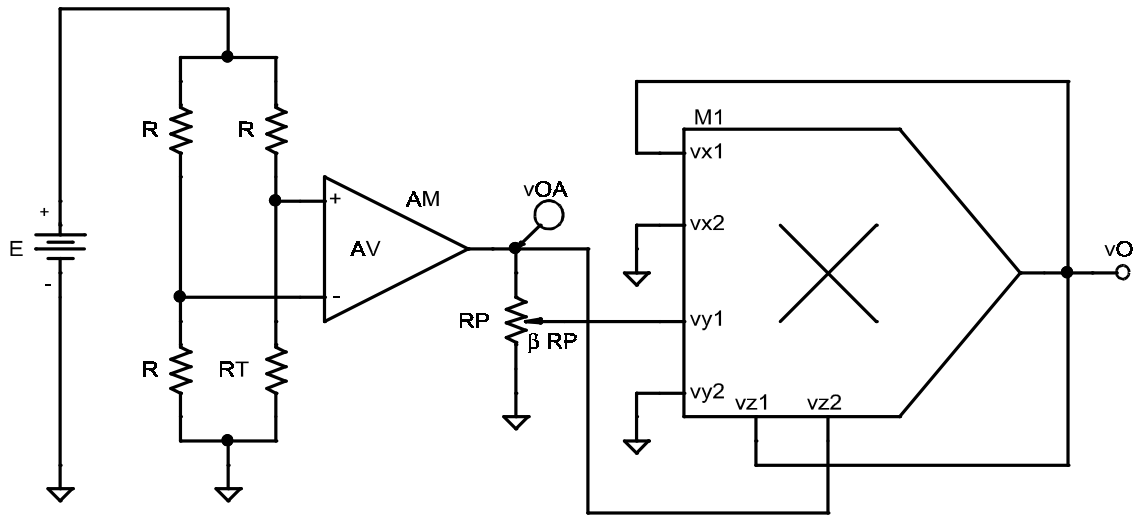 M1
vx1
R
R
vOA
AM
+
vx2
+
AV
E
vO
-
-
RP
vy1
β RP
R
RT
vy2
vz1
vz2